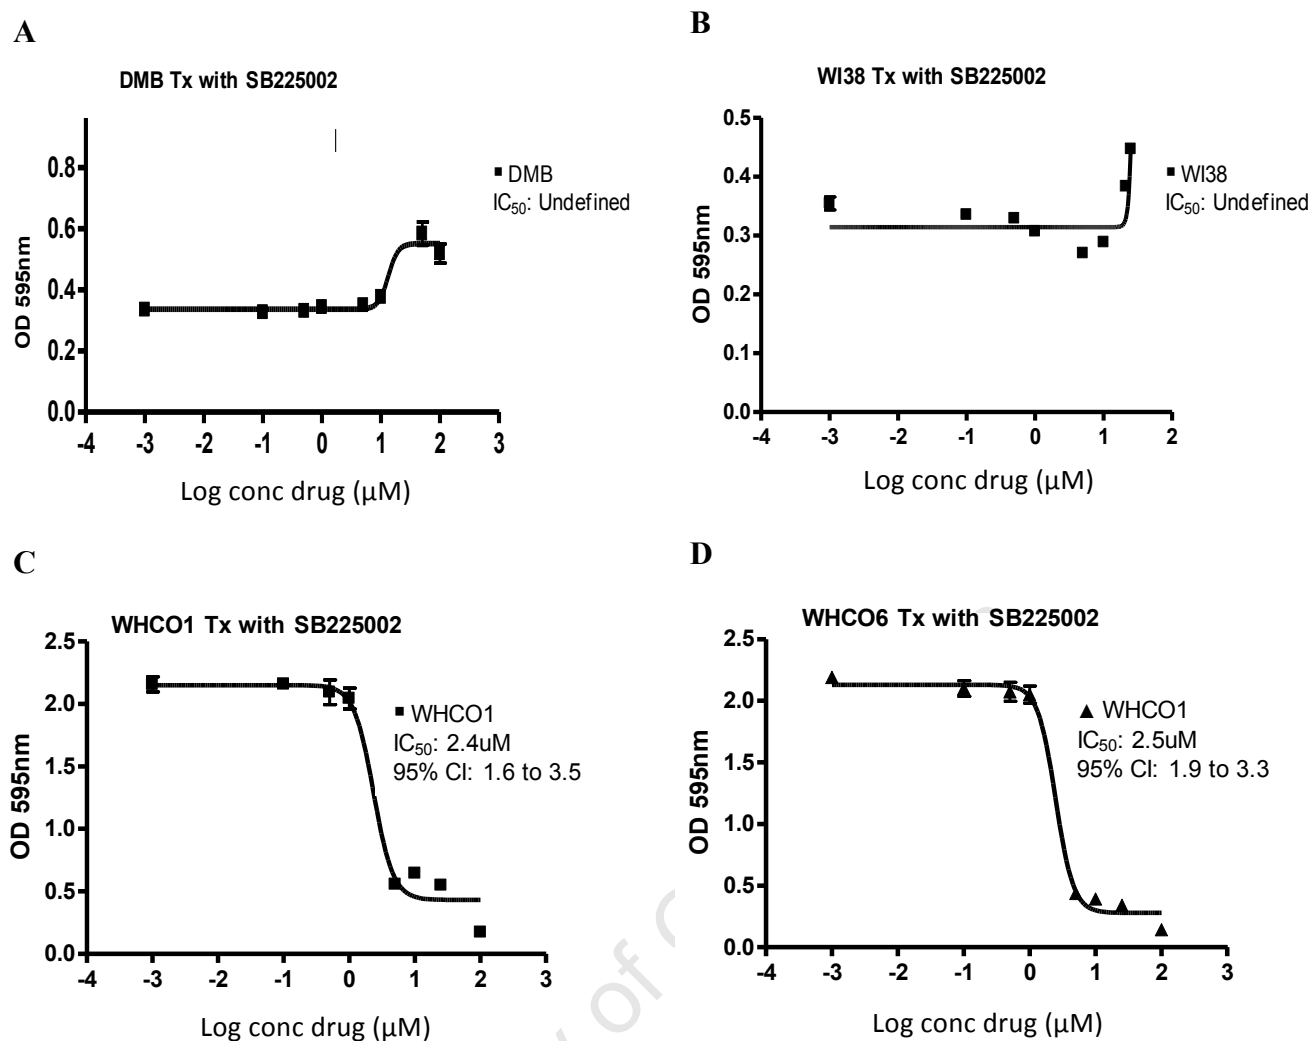 A
DMB Tx with SB225002
0.8
0.6
0.4
0.2
0.0
-4 -3 -2 -1 0 1 2 3
OD 595nm
Log conc drug (µM)
DMB
IC₅₀: Undefined
B
WI38 Tx with SB225002
0.5
0.4
0.3
0.2
0.1
0.0
-4 -3 -2 -1 0 1 2
OD 595nm
Log conc drug (µM)
WI38
IC₅₀: Undefined
C
WHCO1 Tx with SB225002
2.5
2.0
1.5
1.0
0.5
0.0
-4 -3 -2 -1 0 1 2 3
OD 595nm
Log conc drug (µM)
WHCO1
IC₅₀: 2.4uM
95% CI: 1.6 to 3.5
D
WHCO6 Tx with SB225002
2.5
2.0
1.5
1.0
0.5
0.0
-4 -3 -2 -1 0 1 2 3
OD 595nm
Log conc drug (µM)
WHCO1
IC₅₀: 2.5uM
95% CI: 1.9 to 3.3
of